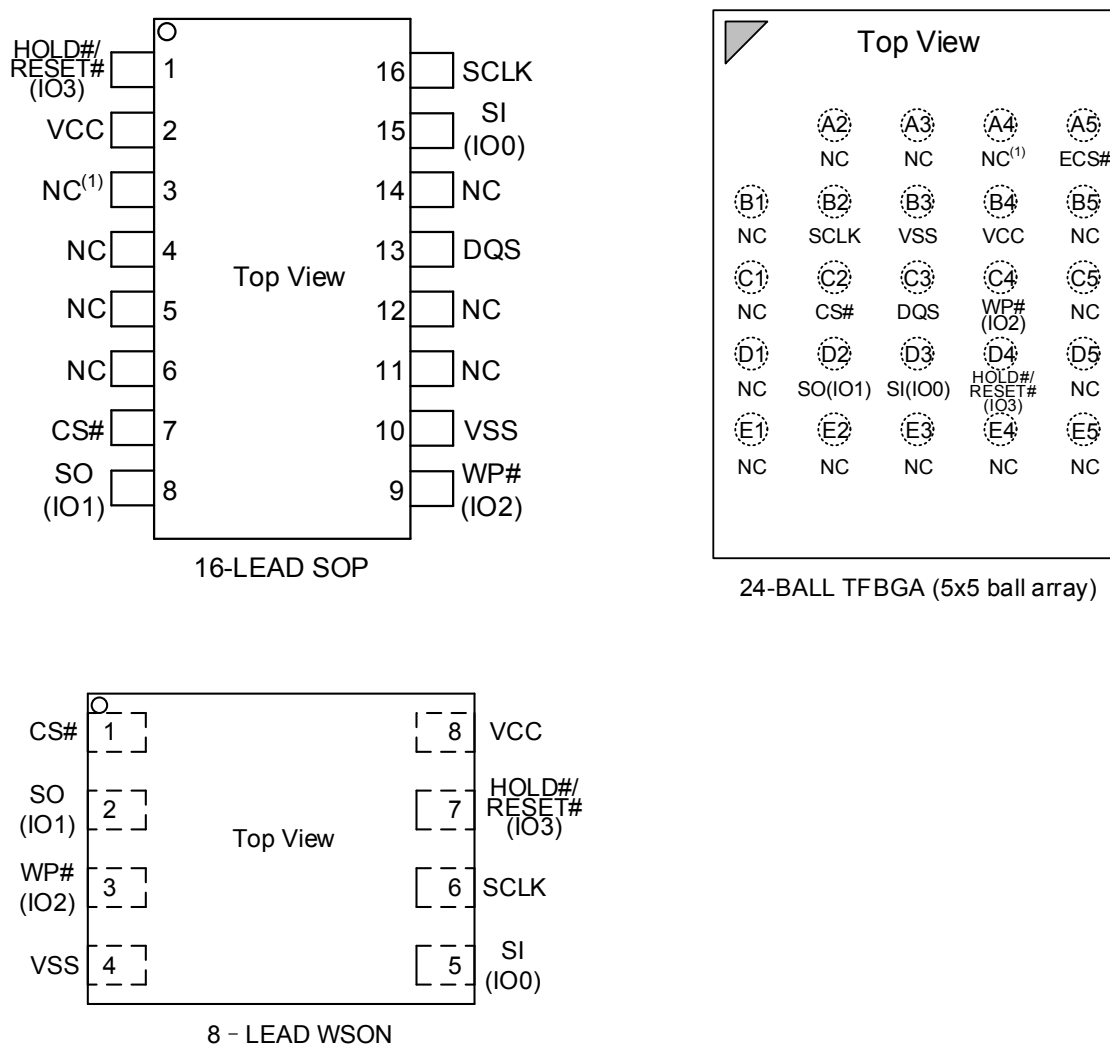 HOLD#/
RESET#
(IO3)
1
16
SCLK
VCC
2
15
SI
(IO0)
NC(1)
3
14
NC
NC
4
13
DQS
Top View
NC
5
12
NC
NC
6
11
NC
CS#
7
10
VSS
SO
(IO1)
8
9
WP#
(IO2)
16-LEAD SOP
Top View
A2 A3 A4 A5
NC NC NC(1) ECS#
B1 B2 B3 B4 B5
NC SCLK VSS VCC NC
C1 C2 C3 C4 C5
NC CS# DQS WP# NC
(IO2)
D1 D2 D3 D4 D5
NC SO(IO1) SI(IO0) HOLD#/ NC
RESET#
(IO3)
E1 E2 E3 E4 E5
NC NC NC NC NC
24-BALL TFBGA (5x5 ball array)
CS#
1
8
VCC
SO
(IO1)
2
7
HOLD#/
RESET#
(IO3)
Top View
WP#
(IO2)
3
6
SCLK
VSS
4
5
SI
(IO0)
8 – LEAD WSON